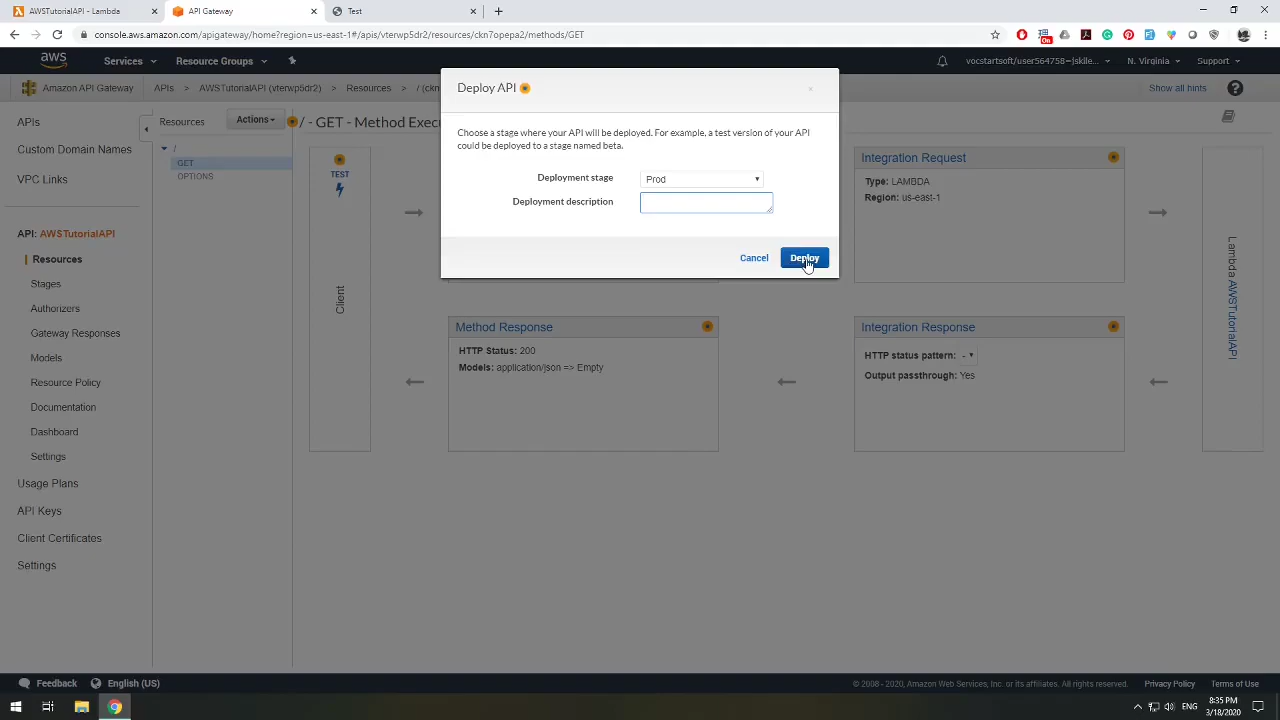 AWSTutorialAPI - Lambda
API Gateway
Test
console.aws.amazon.com/apigateway/home?region=us-east-1#/apis/vterwp5dr2/resources/ckn7opepa2/methods/GET
On
aws
Services
Resource Groups
N. Virginia
Support
Amazon API Gateway
APIs > AWSTutorialAPI (vterwp5dr2) > Resources > / (ckn
Show all hints
APIs
Custom Domain Names
VPC Links
API: AWSTutorialAPI
Resources
Stages
Authorizers
Gateway Responses
Models
Resource Policy
Documentation
Dashboard
Settings
Usage Plans
API Keys
Client Certificates
Settings
Resources
Actions
/
GET
OPTIONS
/ - GET - Method Exec
TEST
Client
Deploy API
×
Choose a stage where your API will be deployed. For example, a test version of your API
could be deployed to a stage named beta.
Deployment stage
Prod
Deployment description
Cancel
Deploy
Integration Request
Type: LAMBDA
Region: us-east-1
Method Response
HTTP Status: 200
Models: application/json => Empty
Integration Response
HTTP status pattern: -
Output passthrough: Yes
Lambda AWSTutorialAPI
Feedback
English (US)
© 2008 - 2020, Amazon Web Services, Inc. or its affiliates. All rights reserved.
Privacy Policy
Terms of Use
ENG
8:35 PM
3/18/2020